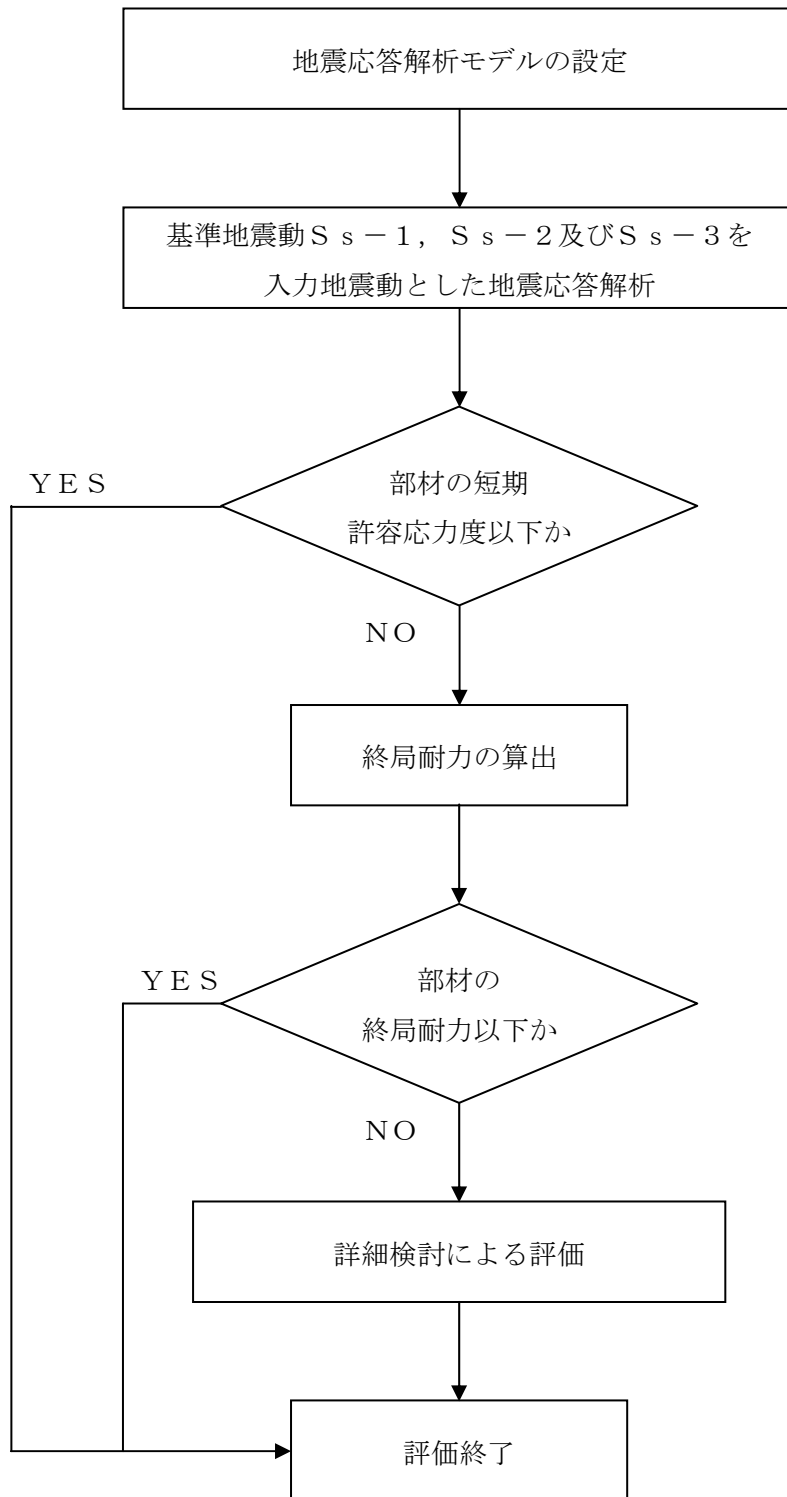 地震応答解析モデルの設定
基準地震動Ｓｓ－１，Ｓｓ－２及びＳｓ－３を
入力地震動とした地震応答解析
ＹＥＳ
部材の短期
許容応力度以下か
ＮＯ
終局耐力の算出
ＹＥＳ
部材の
終局耐力以下か
ＮＯ
詳細検討による評価
評価終了